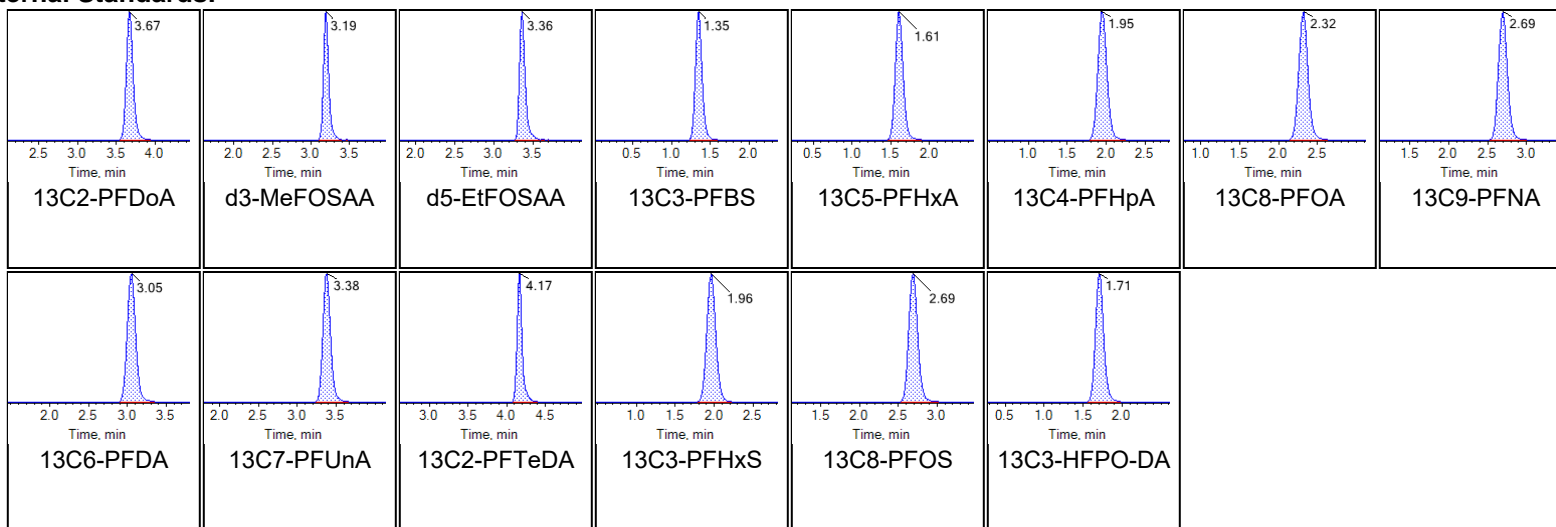 ternal Standards:
3.67
2.5 3.0 3.5 4.0
Time, min
13C2-PFDoA
3.19
2.0 2.5 3.0 3.5
Time, min
d3-MeFOSAA
3.36
2.0 2.5 3.0 3.5
Time, min
d5-EtFOSAA
1.35
0.5 1.0 1.5 2.0
Time, min
13C3-PFBS
1.61
0.5 1.0 1.5 2.0
Time, min
13C5-PFHxA
1.95
1.0 1.5 2.0 2.5
Time, min
13C4-PFHpA
2.32
1.0 1.5 2.0 2.5
Time, min
13C8-PFOA
2.69
1.5 2.0 2.5 3.0
Time, min
13C9-PFNA
3.05
2.0 2.5 3.0 3.5
Time, min
13C6-PFDA
3.38
2.0 2.5 3.0 3.5
Time, min
13C7-PFUnA
4.17
3.0 3.5 4.0 4.5
Time, min
13C2-PFTeDA
1.96
1.0 1.5 2.0 2.5
Time, min
13C3-PFHxS
2.69
1.5 2.0 2.5 3.0
Time, min
13C8-PFOS
1.71
0.5 1.0 1.5 2.0
Time, min
13C3-HFPO-DA